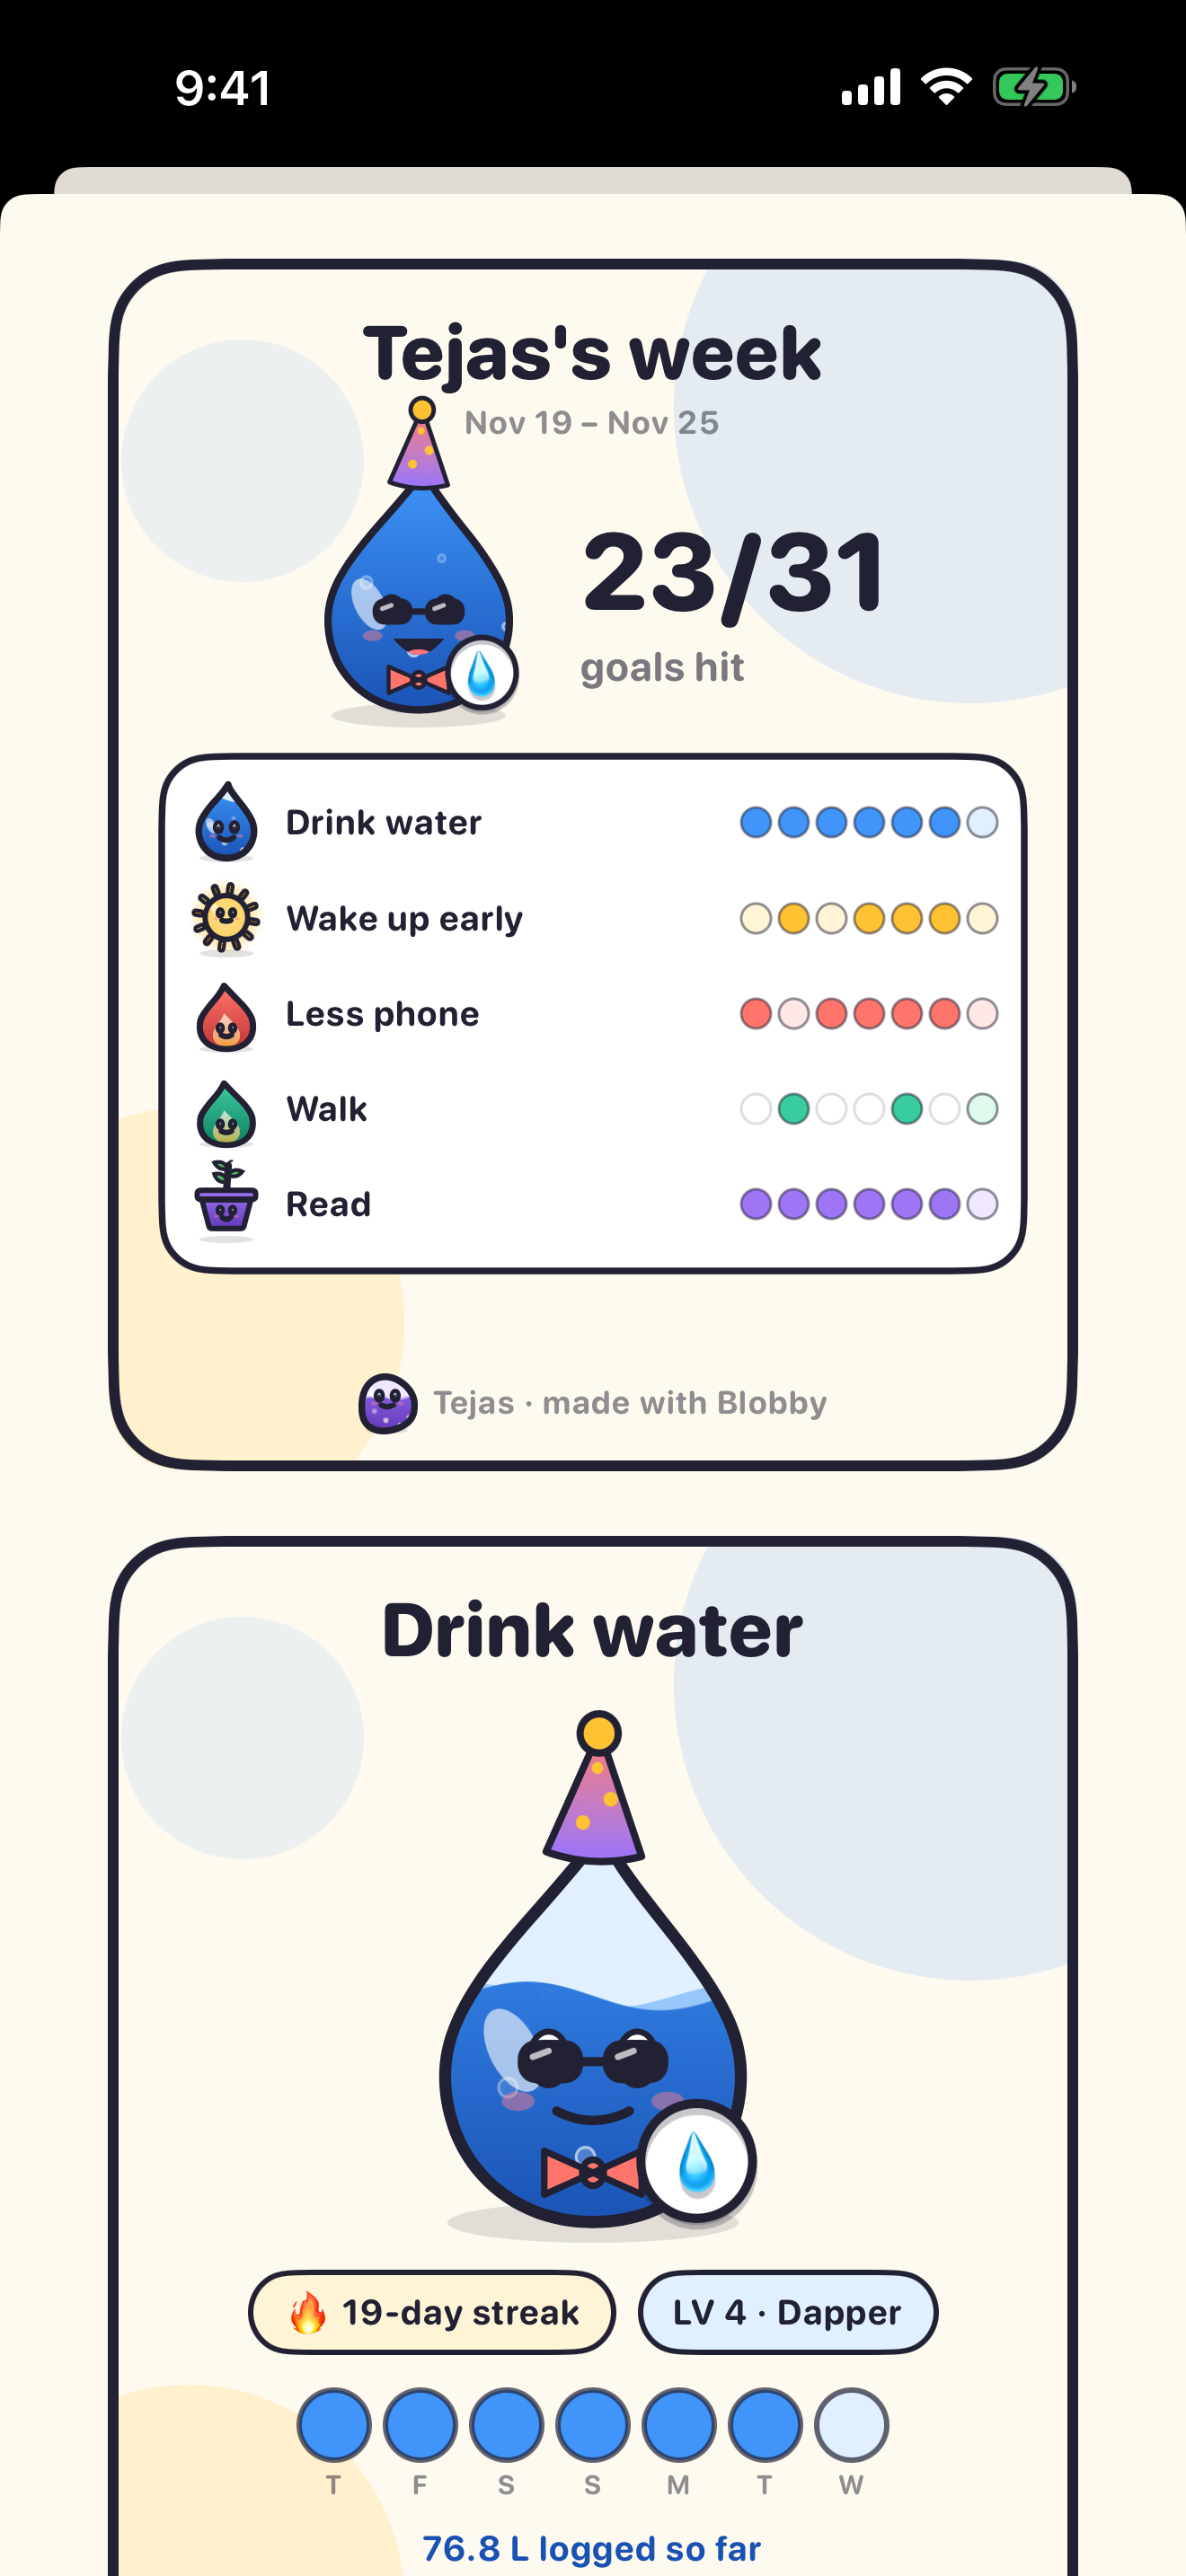 9:41
Tejas's week
Nov 19 – Nov 25
23/31
goals hit
Drink water
Wake up early
Less phone
Walk
Read
Tejas · made with Blobby
Drink water
🔥 19-day streak
LV 4 · Dapper
T F S S M T W
76.8 L logged so far